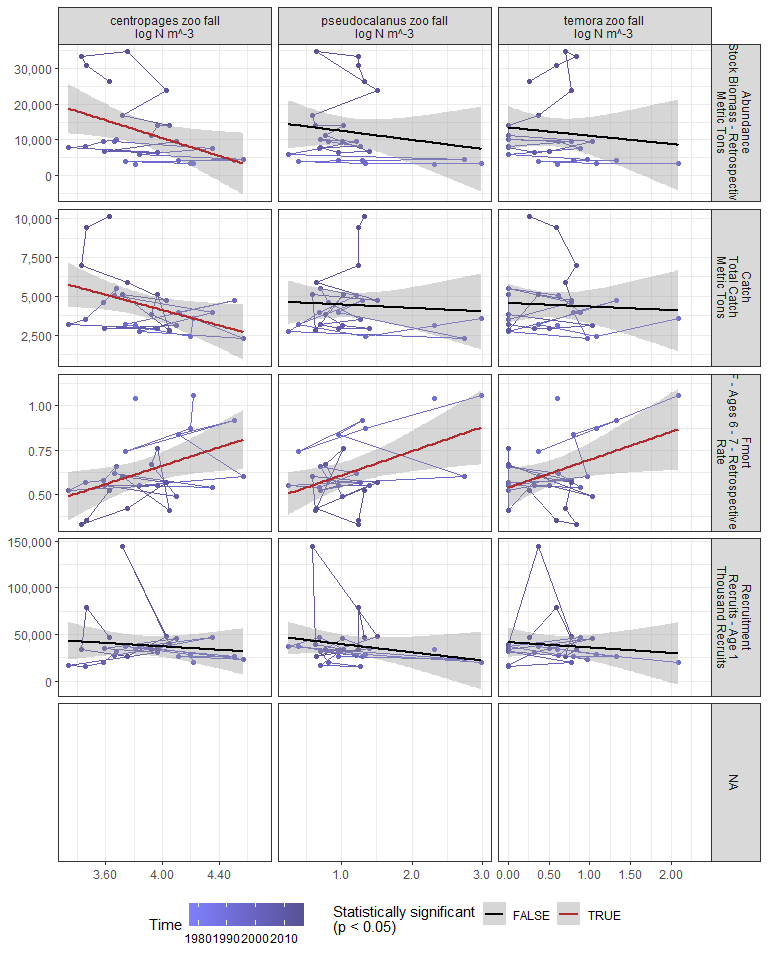 centropages zoo fall
log N m^-3
pseudocalanus zoo fall
log N m^-3
temora zoo fall
log N m^-3
30,000
20,000
10,000
0
Abundance
Stock Biomass - Retrospectiv
Metric Tons
10,000
7,500
5,000
2,500
Catch
Total Catch
Metric Tons
1.00
0.75
0.50
Fmort
F - Ages 6 - 7 - Retrospective
Rate
150,000
100,000
50,000
0
Recruitment
Recruits - Age 1
Thousand Recruits
NA
3.60
4.00
4.40
1.0
2.0
3.0
0.00
0.50
1.00
1.50
2.00
Time
1980
1990
2000
2010
Statistically significant
(p < 0.05)
FALSE
TRUE